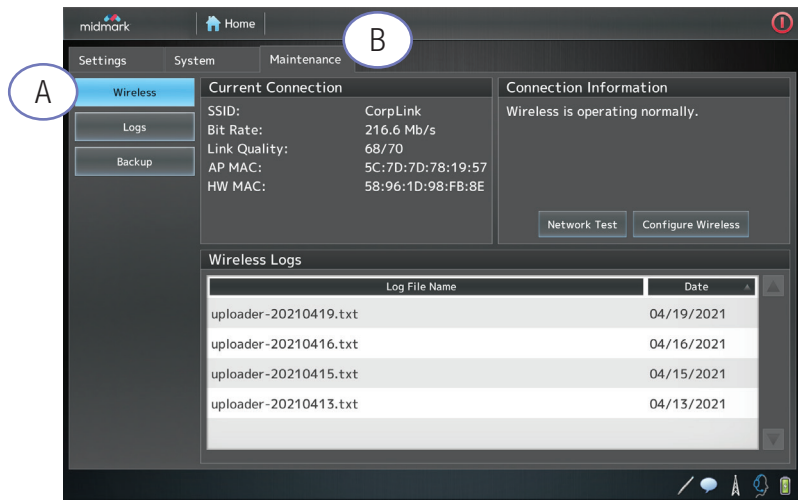 midmark
Home
B
Settings
System
Maintenance
A
Wireless
Logs
Backup
Current Connection
SSID: CorpLink
Bit Rate: 216.6 Mb/s
Link Quality: 68/70
AP MAC: 5C:7D:7D:78:19:57
HW MAC: 58:96:1D:98:FB:8E
Connection Information
Wireless is operating normally.
Network Test
Configure Wireless
Wireless Logs
Log File Name Date
uploader-20210419.txt 04/19/2021
uploader-20210416.txt 04/16/2021
uploader-20210415.txt 04/15/2021
uploader-20210413.txt 04/13/2021